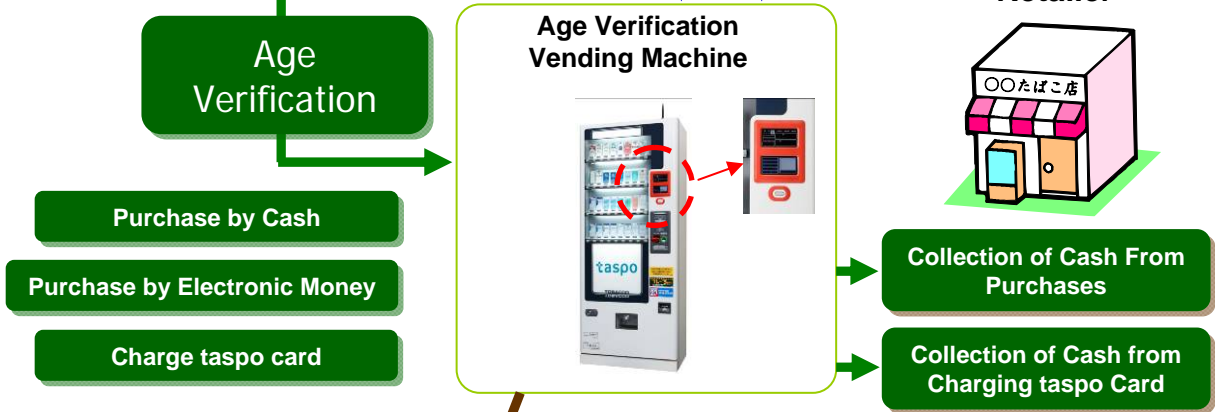 Retailer
Age Verification
Vending Machine
Age
Verification
〇〇たばこ店
Purchase by Cash
Purchase by Electronic Money
Charge taspo card
taspo
Collection of Cash From
Purchases
Collection of Cash from
Charging taspo Card